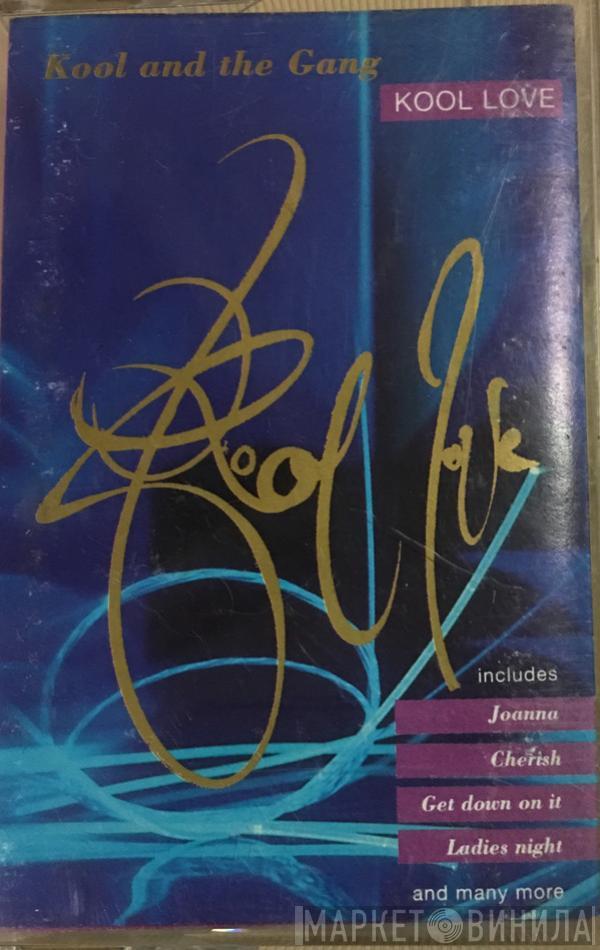 Kool and the Gang
KOOL LOVE
Kool Love
includes
Joanna
Cherish
Get down on it
Ladies night
and many more
МАРКЕТ ВИНИЛА